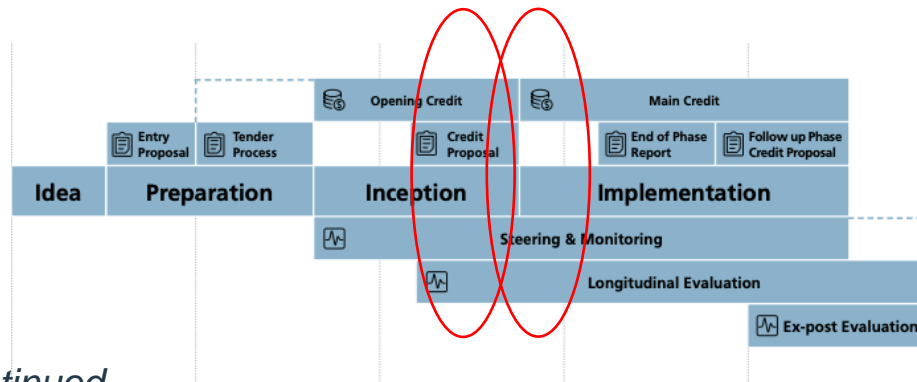 Opening Credit
Main Credit
Entry
Proposal
Tender
Process
Credit
Proposal
End of Phase
Report
Follow up Phase
Credit Proposal
Idea
Preparation
Inception
Implementation
Steering & Monitoring
Longitudinal Evaluation
Ex-post Evaluation